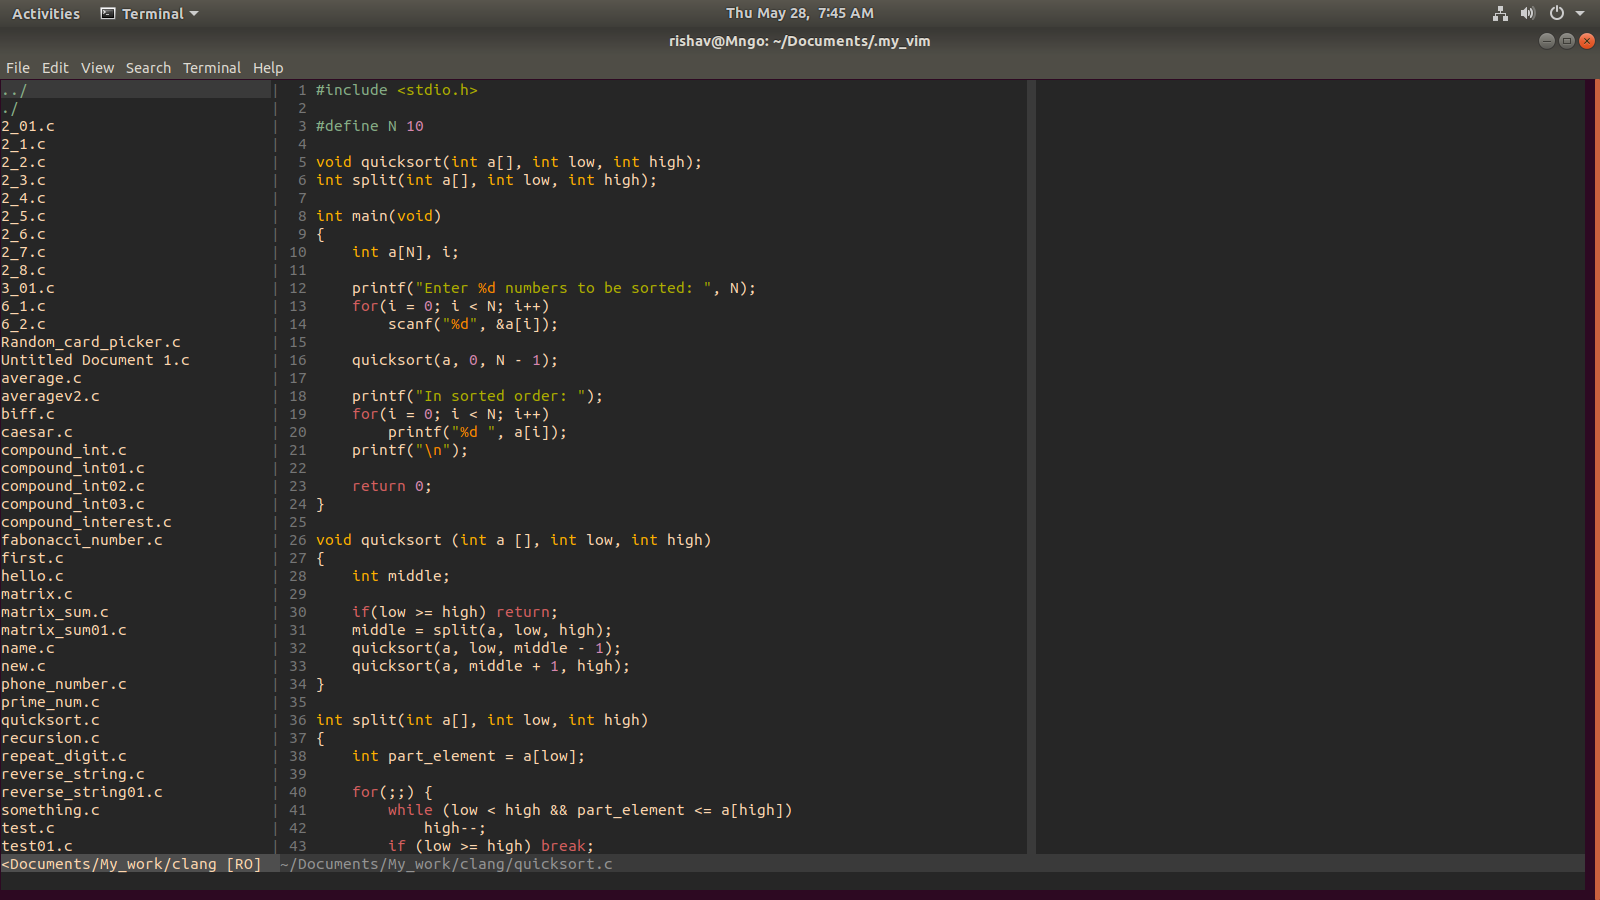 Activities Terminal Thu May 28, 7:45 AM
rishav@Mngo: ~/Documents/.my_vim
File Edit View Search Terminal Help
../
./
2_01.c
2_1.c
2_2.c
2_3.c
2_4.c
2_5.c
2_6.c
2_7.c
2_8.c
3_01.c
6_1.c
6_2.c
Random_card_picker.c
Untitled Document 1.c
average.c
averagev2.c
biff.c
caesar.c
compound_int.c
compound_int01.c
compound_int02.c
compound_int03.c
compound_interest.c
fabonacci_number.c
first.c
hello.c
matrix.c
matrix_sum.c
matrix_sum01.c
name.c
new.c
phone_number.c
prime_num.c
quicksort.c
recursion.c
repeat_digit.c
reverse_string.c
reverse_string01.c
something.c
test.c
test01.c
<Documents/My_work/clang [RO]
1 #include <stdio.h>
2
3 #define N 10
4
5 void quicksort(int a[], int low, int high);
6 int split(int a[], int low, int high);
7
8 int main(void)
9 {
10     int a[N], i;
11
12     printf("Enter %d numbers to be sorted: ", N);
13     for(i = 0; i < N; i++)
14         scanf("%d", &a[i]);
15
16     quicksort(a, 0, N - 1);
17
18     printf("In sorted order: ");
19     for(i = 0; i < N; i++)
20         printf("%d ", a[i]);
21     printf("\n");
22
23     return 0;
24 }
25
26 void quicksort (int a [], int low, int high)
27 {
28     int middle;
29
30     if(low >= high) return;
31     middle = split(a, low, high);
32     quicksort(a, low, middle - 1);
33     quicksort(a, middle + 1, high);
34 }
35
36 int split(int a[], int low, int high)
37 {
38     int part_element = a[low];
39
40     for(;;) {
41         while (low < high && part_element <= a[high])
42             high--;
43         if (low >= high) break;
~/Documents/My_work/clang/quicksort.c